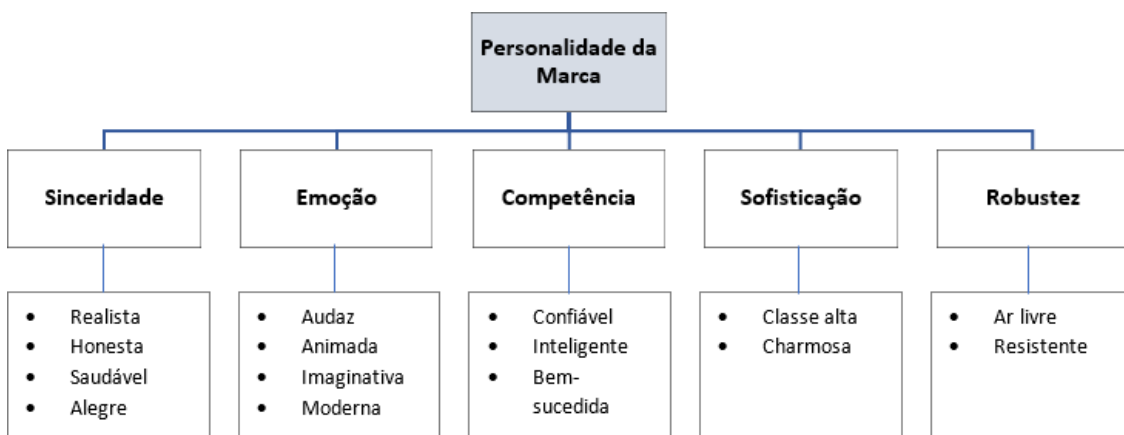 Personalidade da
Marca
Sinceridade
Emoção
Competência
Sofisticação
Robustez
• Realista
• Honesta
• Saudável
• Alegre
• Audaz
• Animada
• Imaginativa
• Moderna
• Confiável
• Inteligente
• Bem-
sucedida
• Classe alta
• Charmosa
• Ar livre
• Resistente